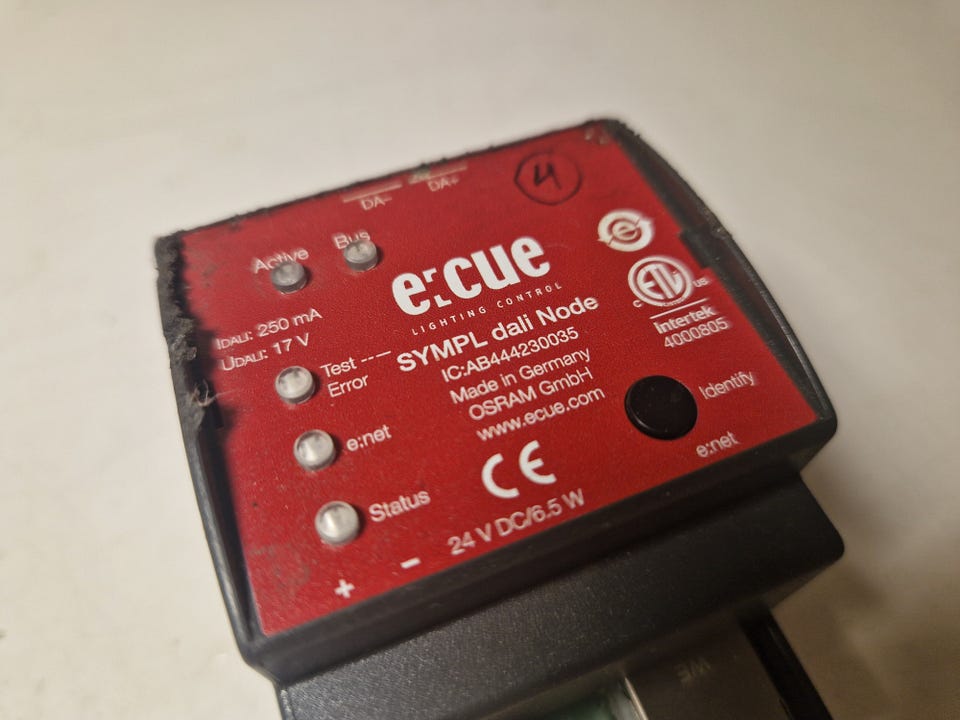 DA- DA+
4
Active Bus
e:cue
LIGHTING CONTROL
SYMPL dali Node
IC:AB444230035
Made in Germany
OSRAM GmbH
www.ecue.com
CE
24 V DC/6.5 W
IDALI: 250 mA
UDALI: 17 V
Test
Error
e:net
Status
+ -
e
ETL
C US
Intertek
4000805
Identify
e:net